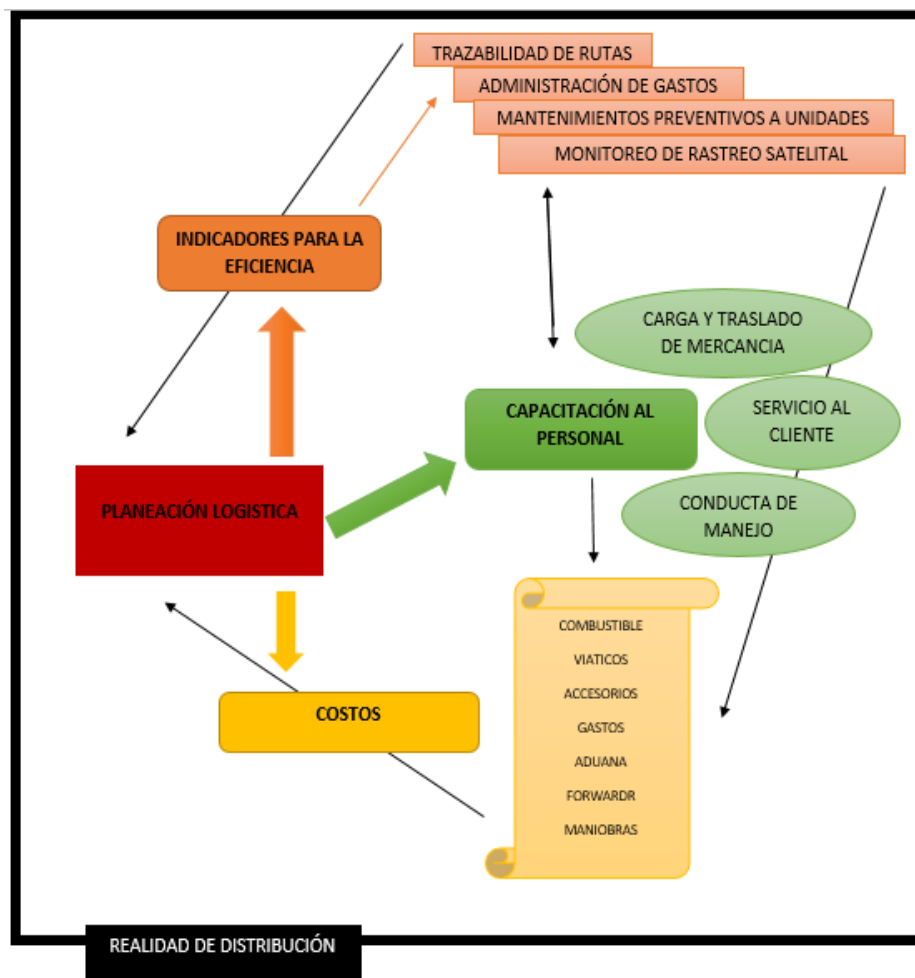 TRAZABILIDAD DE RUTAS
ADMINISTRACIÓN DE GASTOS
MANTENIMIENTOS PREVENTIVOS A UNIDADES
MONITOREO DE RASTREO SATELITAL
INDICADORES PARA LA
EFICIENCIA
CARGA Y TRASLADO
DE MERCANCIA
CAPACITACIÓN AL
PERSONAL
SERVICIO AL
CLIENTE
PLANEACIÓN LOGISTICA
CONDUCTA DE
MANEJO
COMBUSTIBLE
VIATICOS
ACCESORIOS
GASTOS
ADUANA
FORWARDR
MANIOBRAS
COSTOS
REALIDAD DE DISTRIBUCIÓN